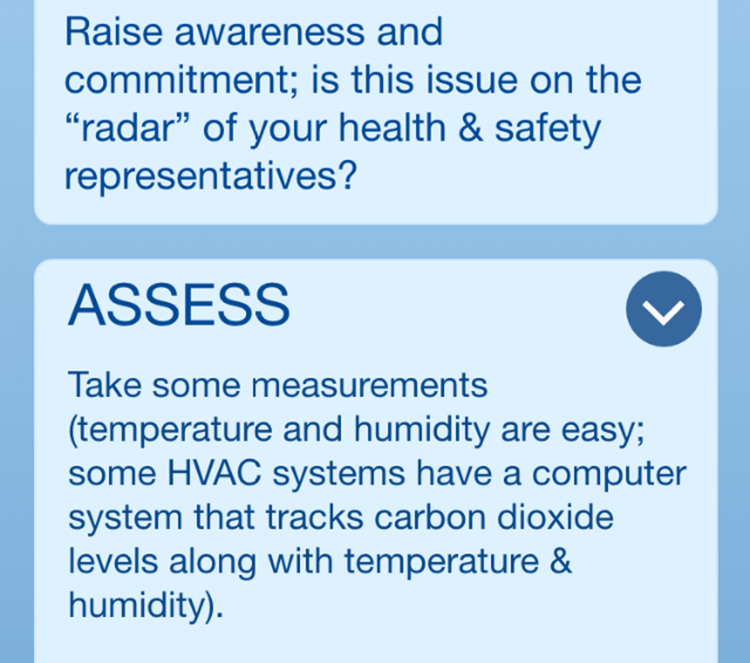 Raise awareness and
commitment; is this issue on the
“radar” of your health & safety
representatives?
ASSESS
Take some measurements
(temperature and humidity are easy;
some HVAC systems have a computer
system that tracks carbon dioxide
levels along with temperature &
humidity).